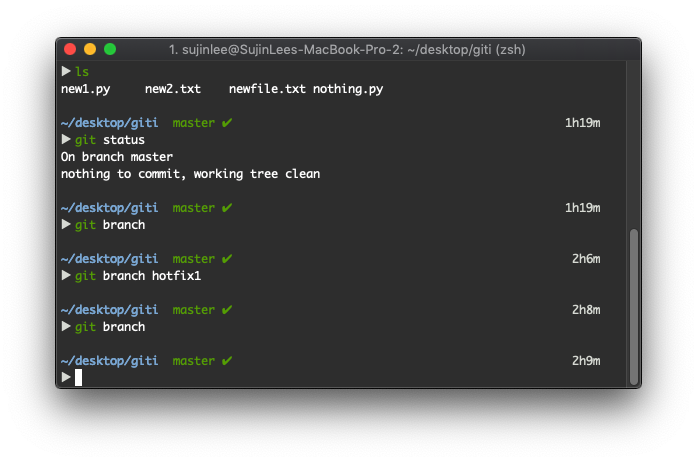 1. sujinlee@SujinLees-MacBook-Pro-2: ~/desktop/giti (zsh)
▶ ls
new1.py new2.txt newfile.txt nothing.py
~/desktop/giti master ✔ 1h19m
▶ git status
On branch master
nothing to commit, working tree clean
~/desktop/giti master ✔ 1h19m
▶ git branch
~/desktop/giti master ✔ 2h6m
▶ git branch hotfix1
~/desktop/giti master ✔ 2h8m
▶ git branch
~/desktop/giti master ✔ 2h9m
▶